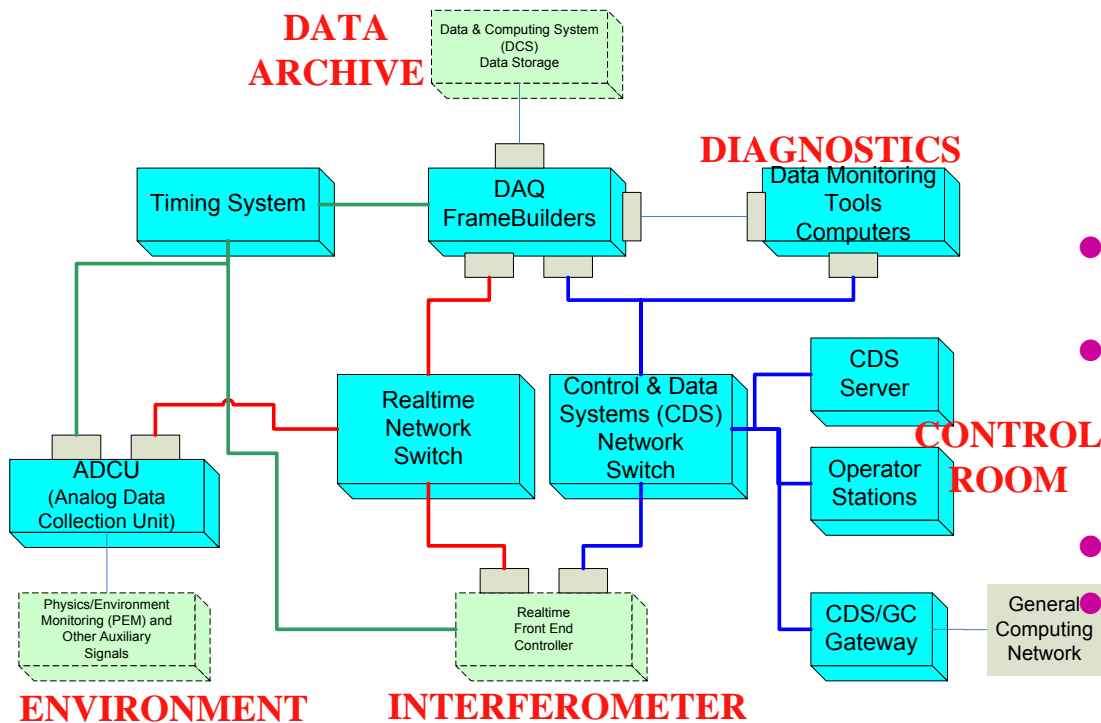 DATA
ARCHIVE
Data & Computing System
(DCS)
Data Storage
DIAGNOSTICS
Timing System
DAQ
FrameBuilders
Data Monitoring
Tools
Computers
Realtime
Network
Switch
Control & Data
Systems (CDS)
Network
Switch
CDS
Server
CONTROL
ROOM
Operator
Stations
ADCU
(Analog Data
Collection Unit)
Physics/Environment
Monitoring (PEM) and
Other Auxiliary
Signals
Realtime
Front End
Controller
CDS/GC
Gateway
General
Computing
Network
ENVIRONMENT
INTERFEROMETER